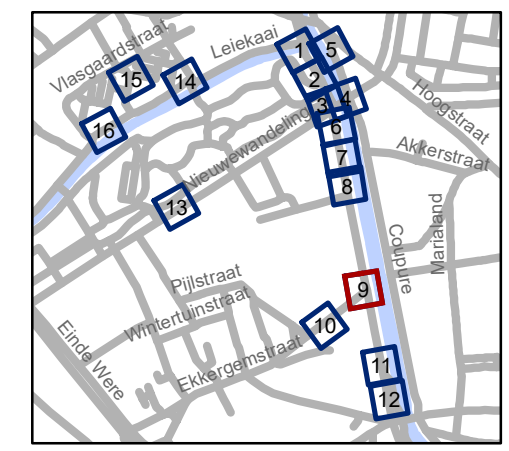 Leiekaai
Vlasgaardstraat
1
5
15
14
2
3
4
Hoogstraat
16
Nieuwewandeling
6
7
Akkerstraat
8
13
Marialand
Coupure
Pijlstraat
9
Wintertuinstraat
10
Einde Were
Ekkergemstraat
11
12